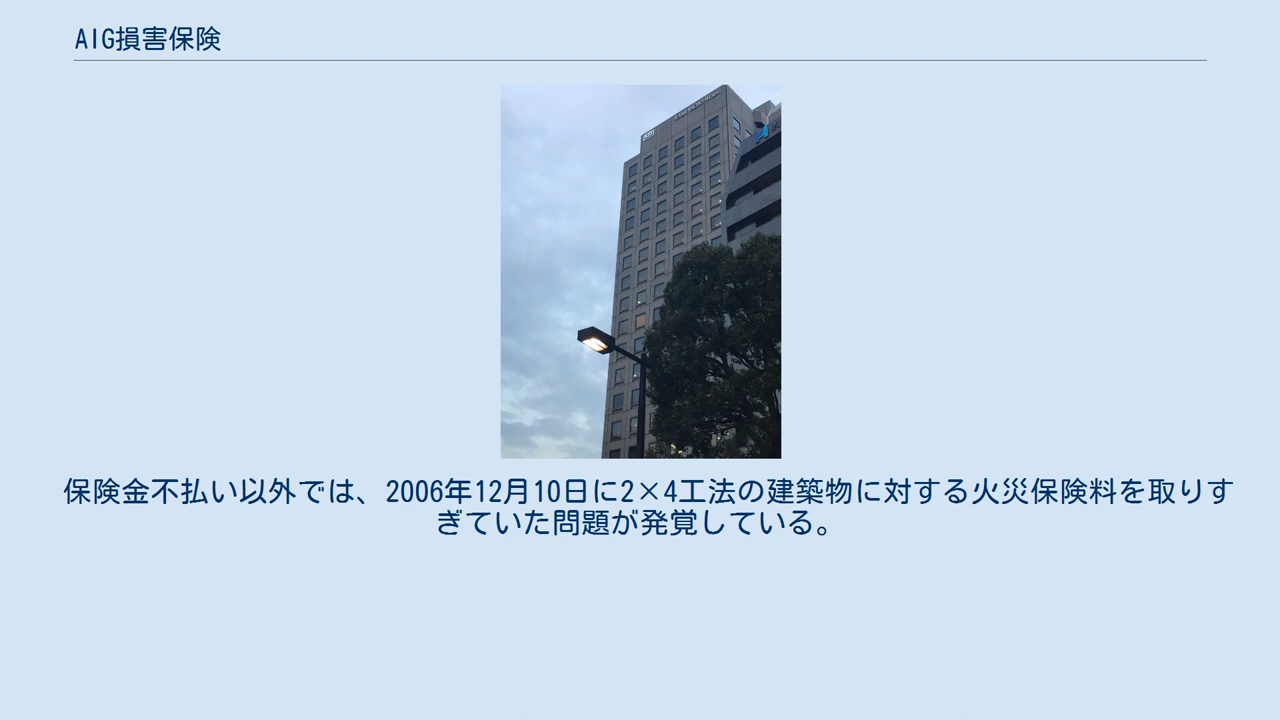 AIG損害保険
保険金不払い以外では、2006年12月10日に2×4工法の建築物に対する火災保険料を取りす
ぎていた問題が発覚している。